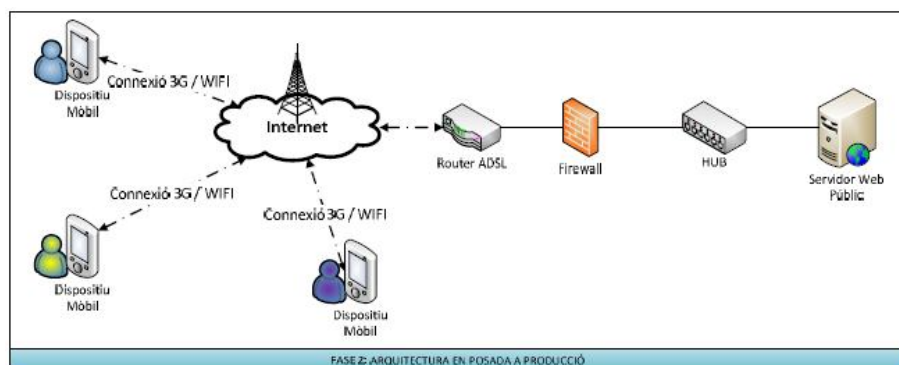 Connexió 3G / WIFI
Dispositiu
Mòbil
Internet
Router ADSL
Firewall
HUB
Servidor Web
Públic
Connexió 3G / WIFI
Connexió 3G / WIFI
Dispositiu
Mòbil
Dispositiu
Mòbil
FASE 2: ARQUITECTURA EN POSADA A PRODUCCIÓ